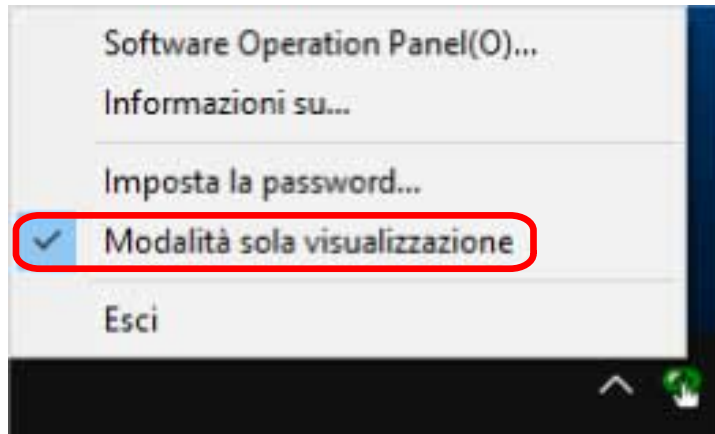 Software Operation Panel(O)...
Informazioni su...
Imposta la password...
Modalità sola visualizzazione
Esci